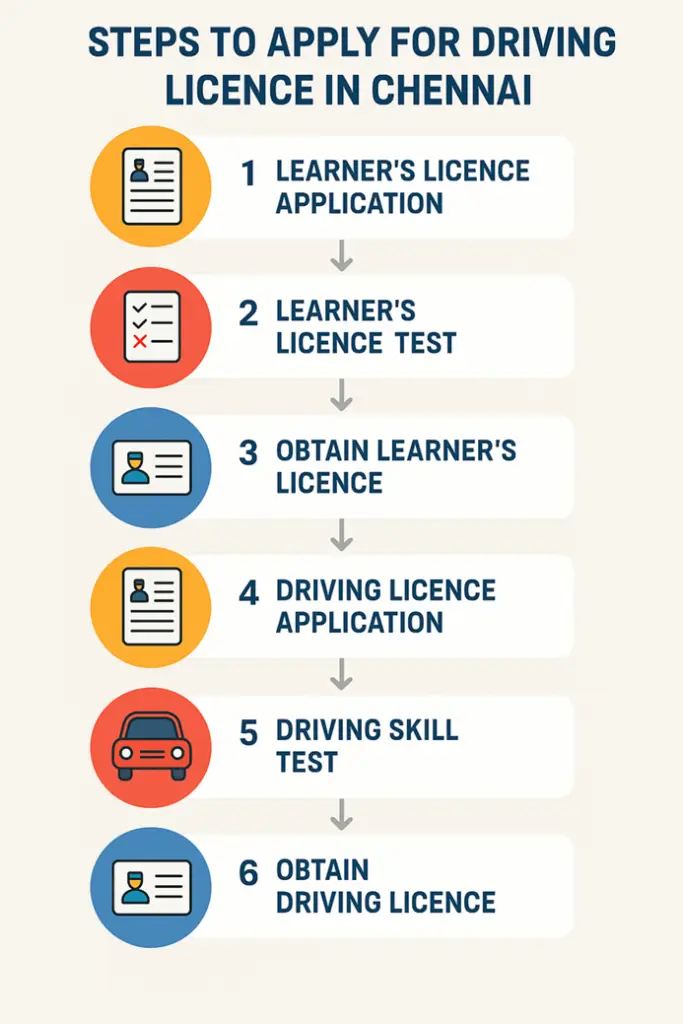 STEPS TO APPLY FOR DRIVING
LICENCE IN CHENNAI
1 LEARNER'S LICENCE
APPLICATION
2 LEARNER'S
LICENCE TEST
3 OBTAIN LEARNER'S
LICENCE
4 DRIVING LICENCE
APPLICATION
5 DRIVING SKILL
TEST
6 OBTAIN
DRIVING LICENCE